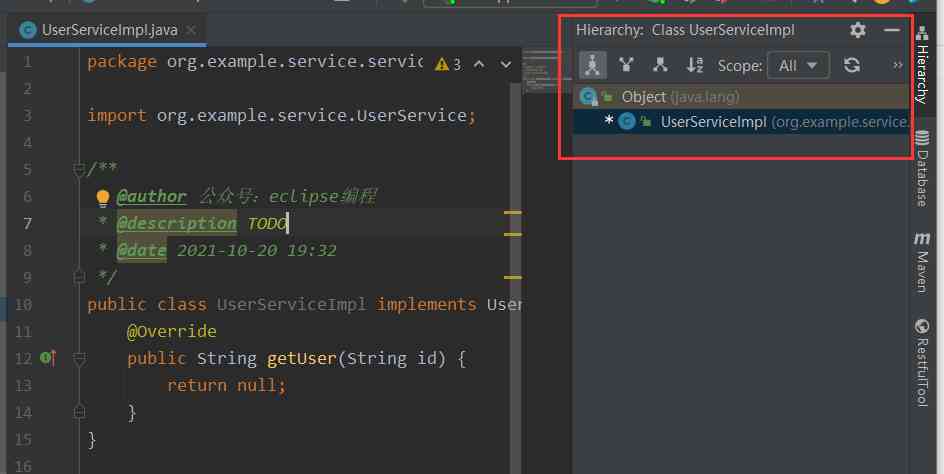 UserServiceImpl.java
1 package org.example.service.servic 3
2
3 import org.example.service.UserService;
4
5 /**
6 @author 公众号：eclipse编程
7 * @description TODO
8 * @date 2021-10-20 19:32
9 */
10 public class UserServiceImpl implements User
11 @Override
12 public String getUser(String id) {
13 return null;
14 }
15 }
16
Hierarchy: Class UserServiceImpl
Scope: All
Object (java.lang)
* UserServiceImpl (org.example.service.
Hierarchy
Database
Maven
RestfulTool